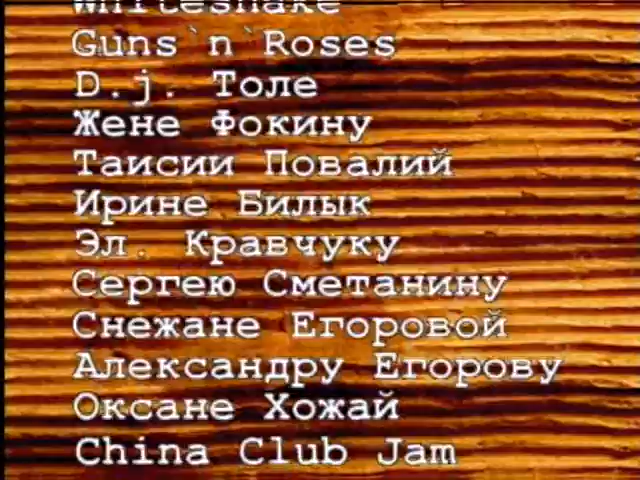 Whitesnake
Guns`n`Roses
D.j. Толе
Жене Фокину
Таисии Повалий
Ирине Билык
Эл. Кравчуку
Сергею Сметанину
Снежане Егоровой
Александру Егорову
Оксане Хожай
China Club Jam